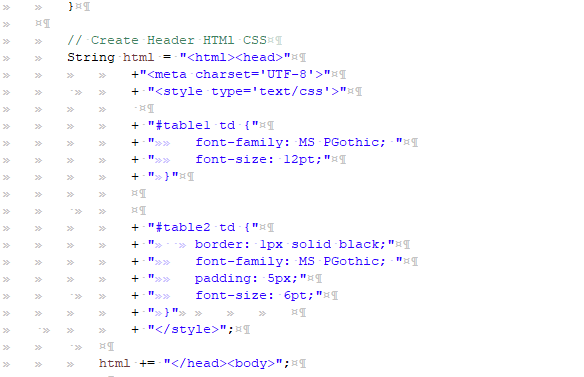 }
// Create Header HTMl CSS
String html = "<html><head>"
+"<meta charset='UTF-8'>"
+ "<style type='text/css'>"
+ "#table1 td {"
+ "		font-family: MS PGothic; "
+ "		font-size: 12pt;"
+ "		}"
+ "#table2 td {"
+ "		border: 1px solid black;"
+ "		font-family: MS PGothic; "
+ "		padding: 5px;"
+ "		font-size: 6pt;"
+ "		}"
+ "</style>";
html += "</head><body>";